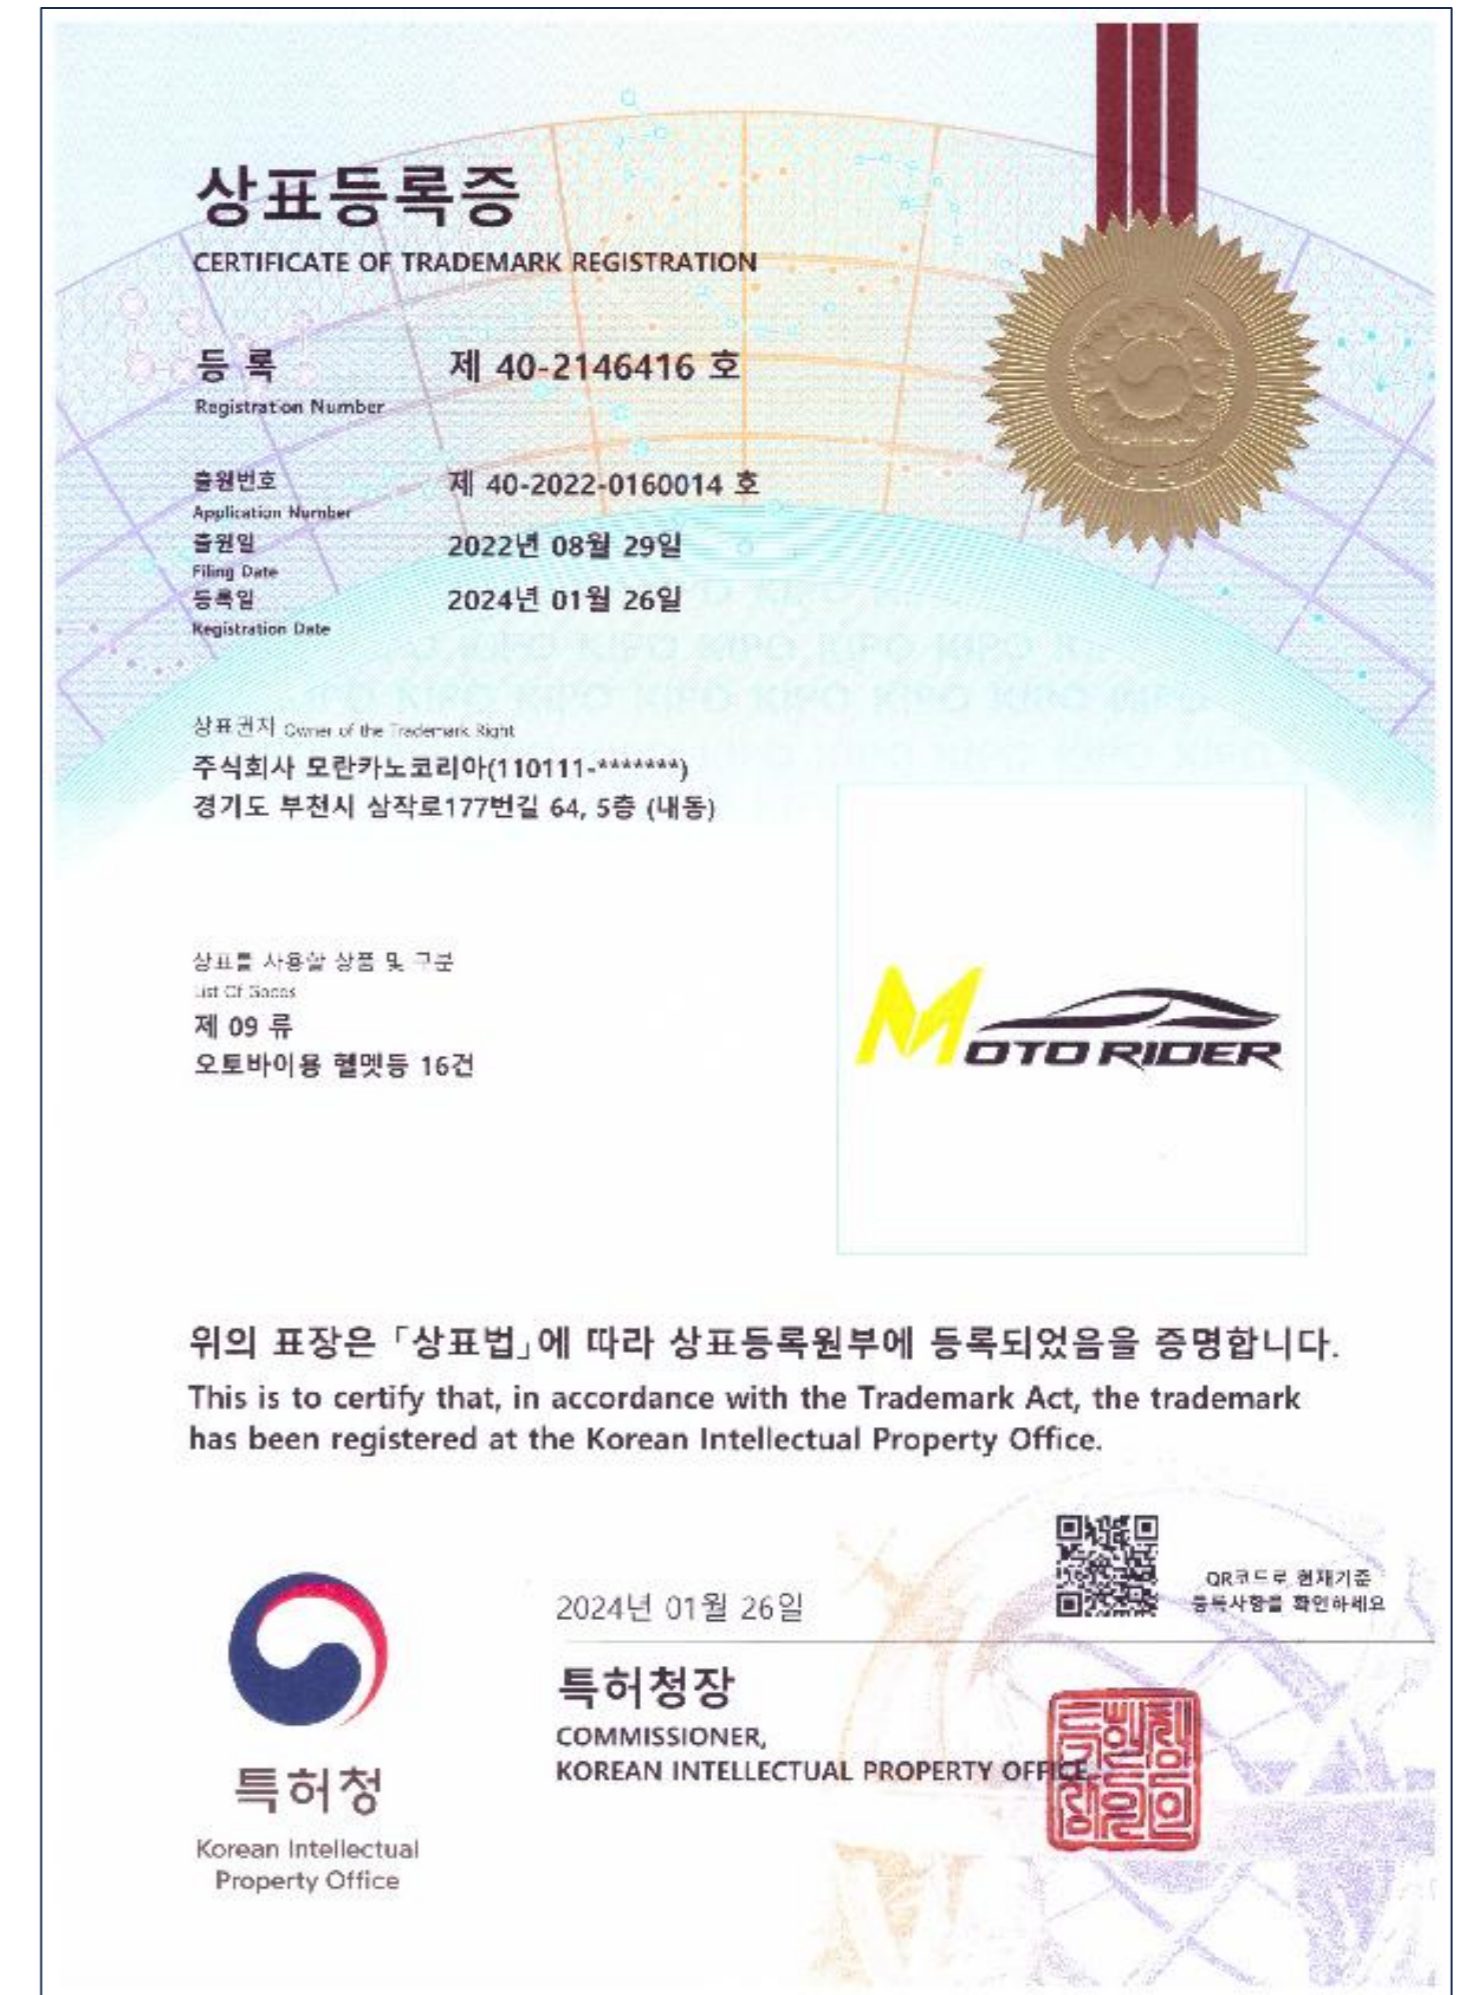 상표등록증
CERTIFICATE OF TRADEMARK REGISTRATION
등 록
제 40-2146416 호
Registration Number
출원번호
제 40-2022-0160014 호
Application Number
출원일
2022년 08월 29일
Filing Date
등록일
2024년 01월 26일
Registration Date
상표권자 Owner of the Trademark Right
주식회사 모란카노코리아(110111-*******)
경기도 부천시 삼작로177번길 64, 5층 (내동)
상표를 사용할 상품 및 구분
List Of Goods
제 09 류
오토바이용 헬멧등 16건
MOTO RIDER
위의 표장은 「상표법」에 따라 상표등록원부에 등록되었음을 증명합니다.
This is to certify that, in accordance with the Trademark Act, the trademark
has been registered at the Korean Intellectual Property Office.
QR코드로 현재기준
등록사항을 확인하세요
2024년 01월 26일
특허청장
COMMISSIONER,
KOREAN INTELLECTUAL PROPERTY OFFICE
특허청
Korean Intellectual
Property Office